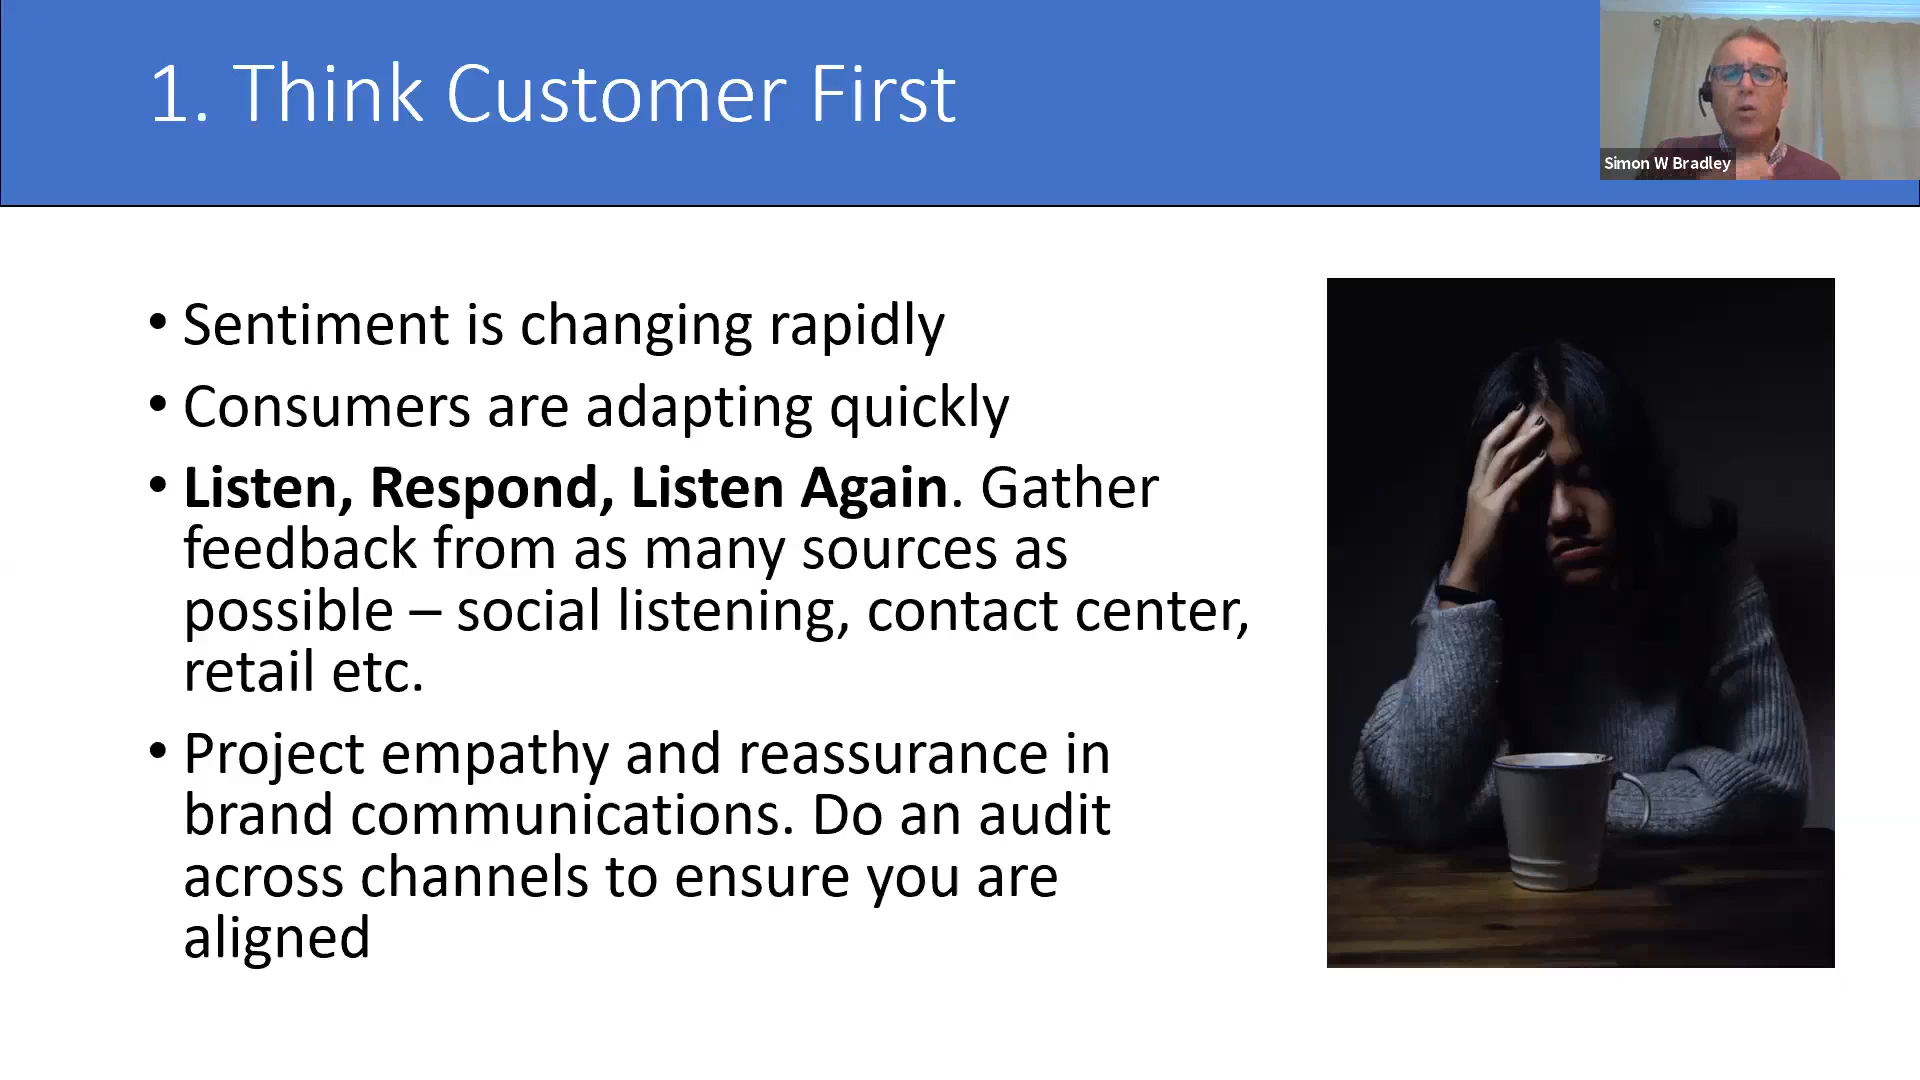 1. Think Customer First
Simon W Bradley
• Sentiment is changing rapidly
• Consumers are adapting quickly
• Listen, Respond, Listen Again. Gather
feedback from as many sources as
possible – social listening, contact center,
retail etc.
• Project empathy and reassurance in
brand communications. Do an audit
across channels to ensure you are
aligned